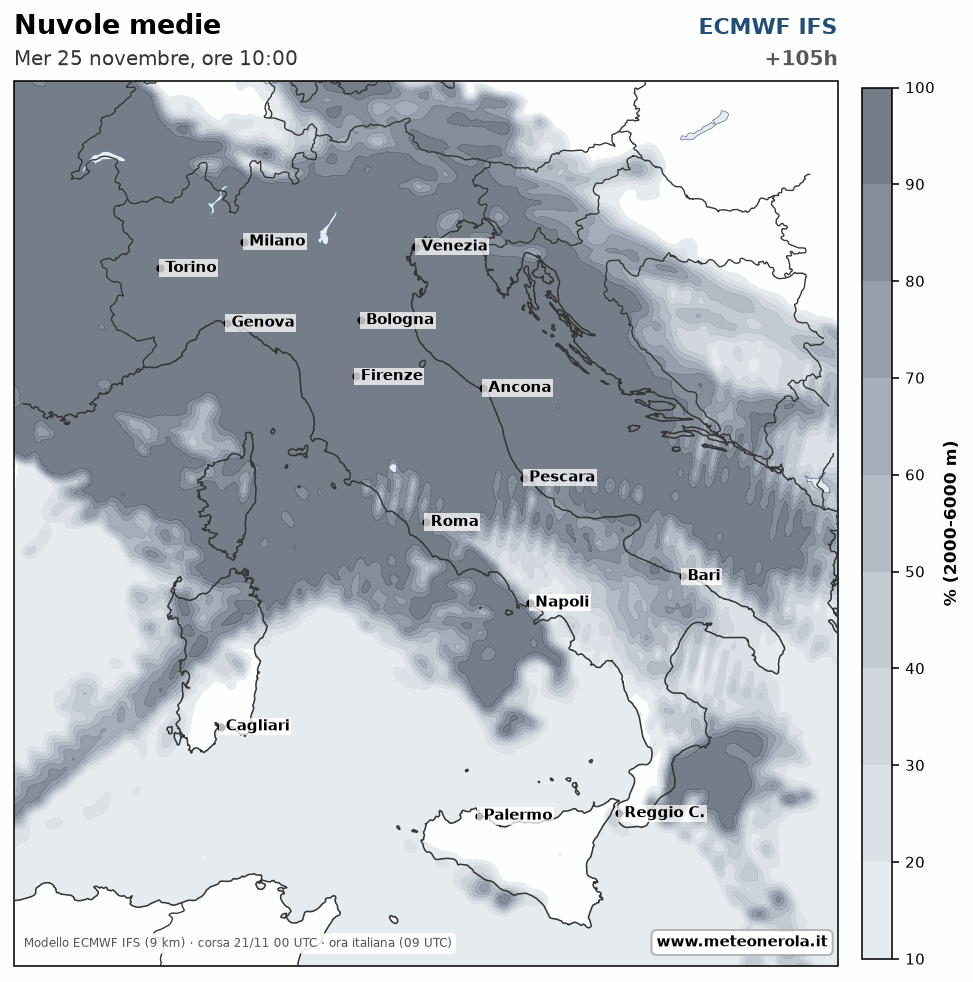 Nuvole medie
ECMWF IFS
Mer 25 novembre, ore 10:00
+105h
100
90
80
70
60
50
40
30
20
10
% (2000-6000 m)
Milano
Venezia
Torino
Genova
Bologna
Firenze
Ancona
Pescara
Roma
Bari
Napoli
Cagliari
Palermo
Reggio C.
Modello ECMWF IFS (9 km) · corsa 21/11 00 UTC · ora italiana (09 UTC)
www.meteonerola.it